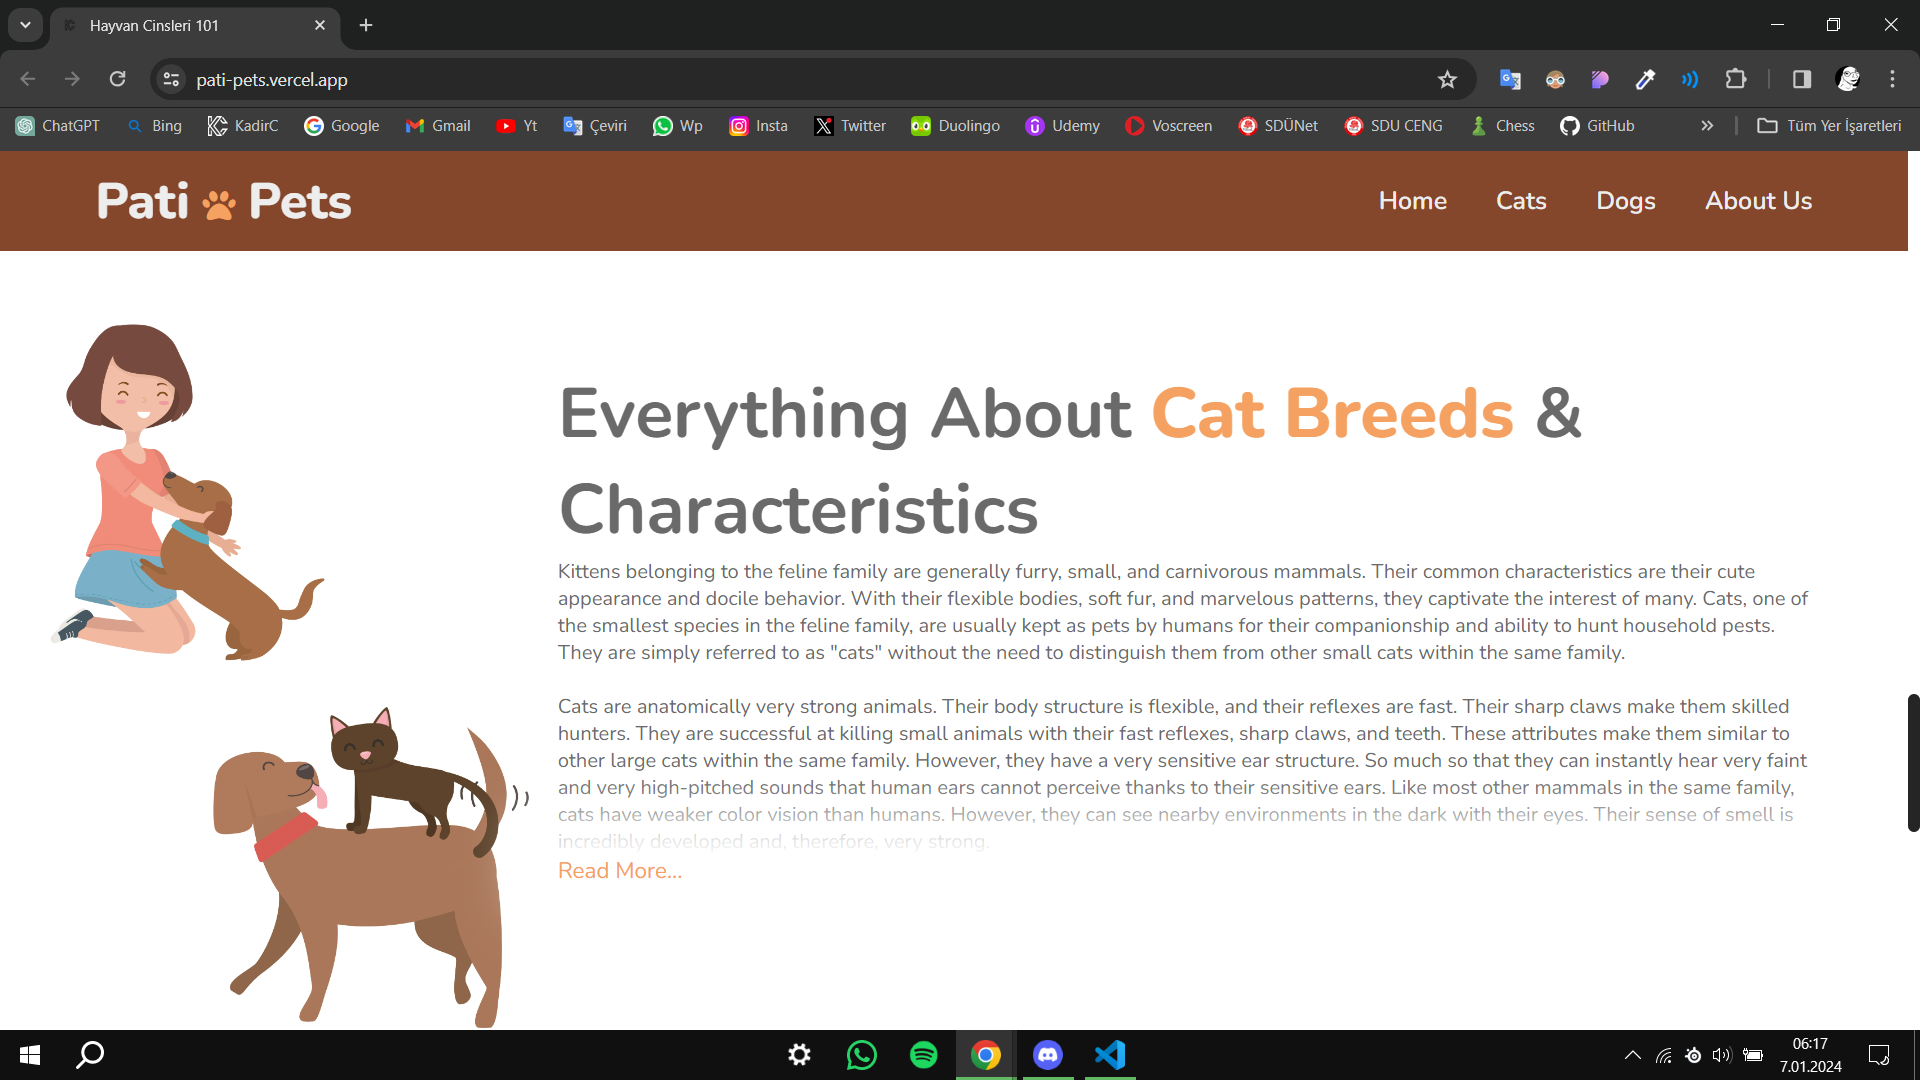 Hayvan Cinsleri 101
pati-pets.vercel.app
ChatGPT Bing KadirC Google Gmail Yt Çeviri Wp Insta Twitter Duolingo Udemy Voscreen SDÜNet SDU CENG Chess GitHub » Tüm Yer İşaretleri
Pati Pets Home Cats Dogs About Us
Everything About Cat Breeds &
Characteristics
Kittens belonging to the feline family are generally furry, small, and carnivorous mammals. Their common characteristics are their cute
appearance and docile behavior. With their flexible bodies, soft fur, and marvelous patterns, they captivate the interest of many. Cats, one of
the smallest species in the feline family, are usually kept as pets by humans for their companionship and ability to hunt household pests.
They are simply referred to as "cats" without the need to distinguish them from other small cats within the same family.
Cats are anatomically very strong animals. Their body structure is flexible, and their reflexes are fast. Their sharp claws make them skilled
hunters. They are successful at killing small animals with their fast reflexes, sharp claws, and teeth. These attributes make them similar to
other large cats within the same family. However, they have a very sensitive ear structure. So much so that they can instantly hear very faint
and very high-pitched sounds that human ears cannot perceive thanks to their sensitive ears. Like most other mammals in the same family,
cats have weaker color vision than humans. However, they can see nearby environments in the dark with their eyes. Their sense of smell is
incredibly developed and, therefore, very strong.
Read More...
06:17
7.01.2024